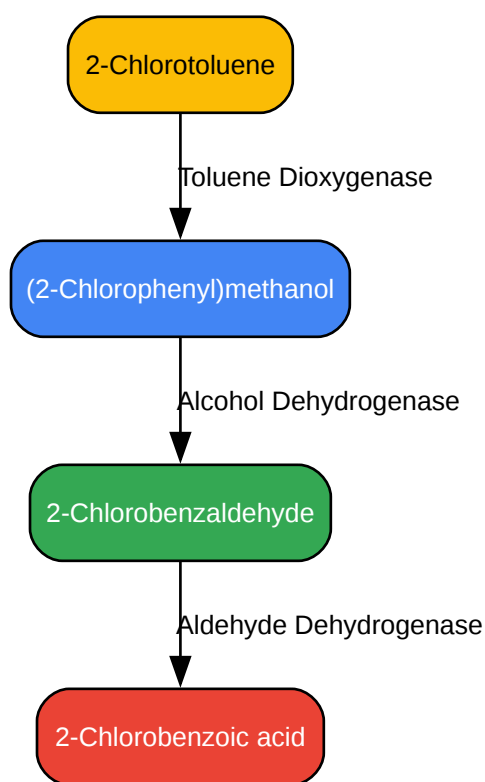 2-Chlorotoluene
Toluene Dioxygenase
(2-Chlorophenyl)methanol
Alcohol Dehydrogenase
2-Chlorobenzaldehyde
Aldehyde Dehydrogenase
2-Chlorobenzoic acid